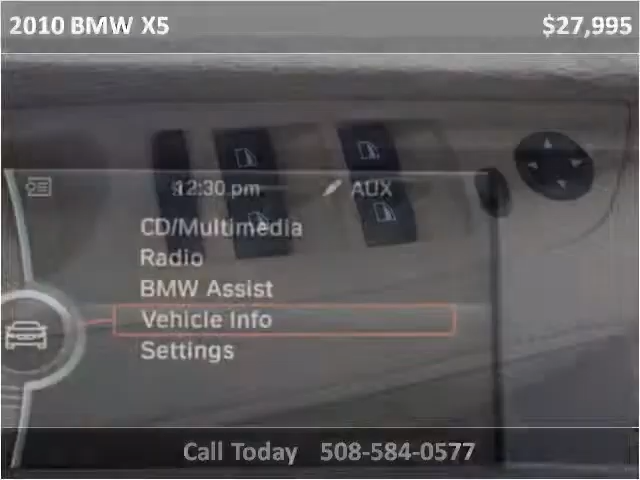 2010 BMW X5 $27,995
12:30 pm AUX
CD/Multimedia
Radio
BMW Assist
Vehicle Info
Settings
Call Today 508-584-0577